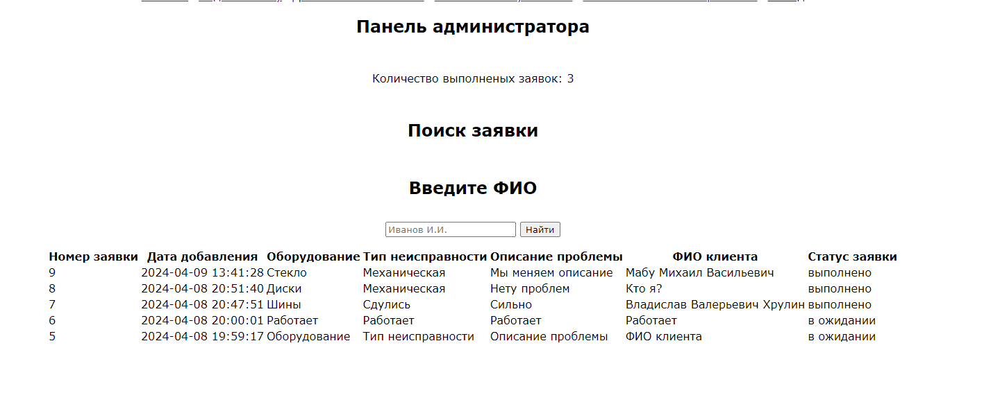 Панель администратора
Количество выполненых заявок: 3
Поиск заявки
Введите ФИО
Иванов И.И. Найти
Номер заявки Дата добавления Оборудование Тип неисправности Описание проблемы ФИО клиента Статус заявки
9 2024-04-09 13:41:28 Стекло Механическая Мы меняем описание Мабу Михаил Васильевич выполнено
8 2024-04-08 20:51:40 Диски Механическая Нету проблем Кто я? выполнено
7 2024-04-08 20:47:51 Шины Сдулись Сильно Владислав Валерьевич Хрулин выполнено
6 2024-04-08 20:00:01 Работает Работает Работает Работает в ожидании
5 2024-04-08 19:59:17 Оборудование Тип неисправности Описание проблемы ФИО клиента в ожидании